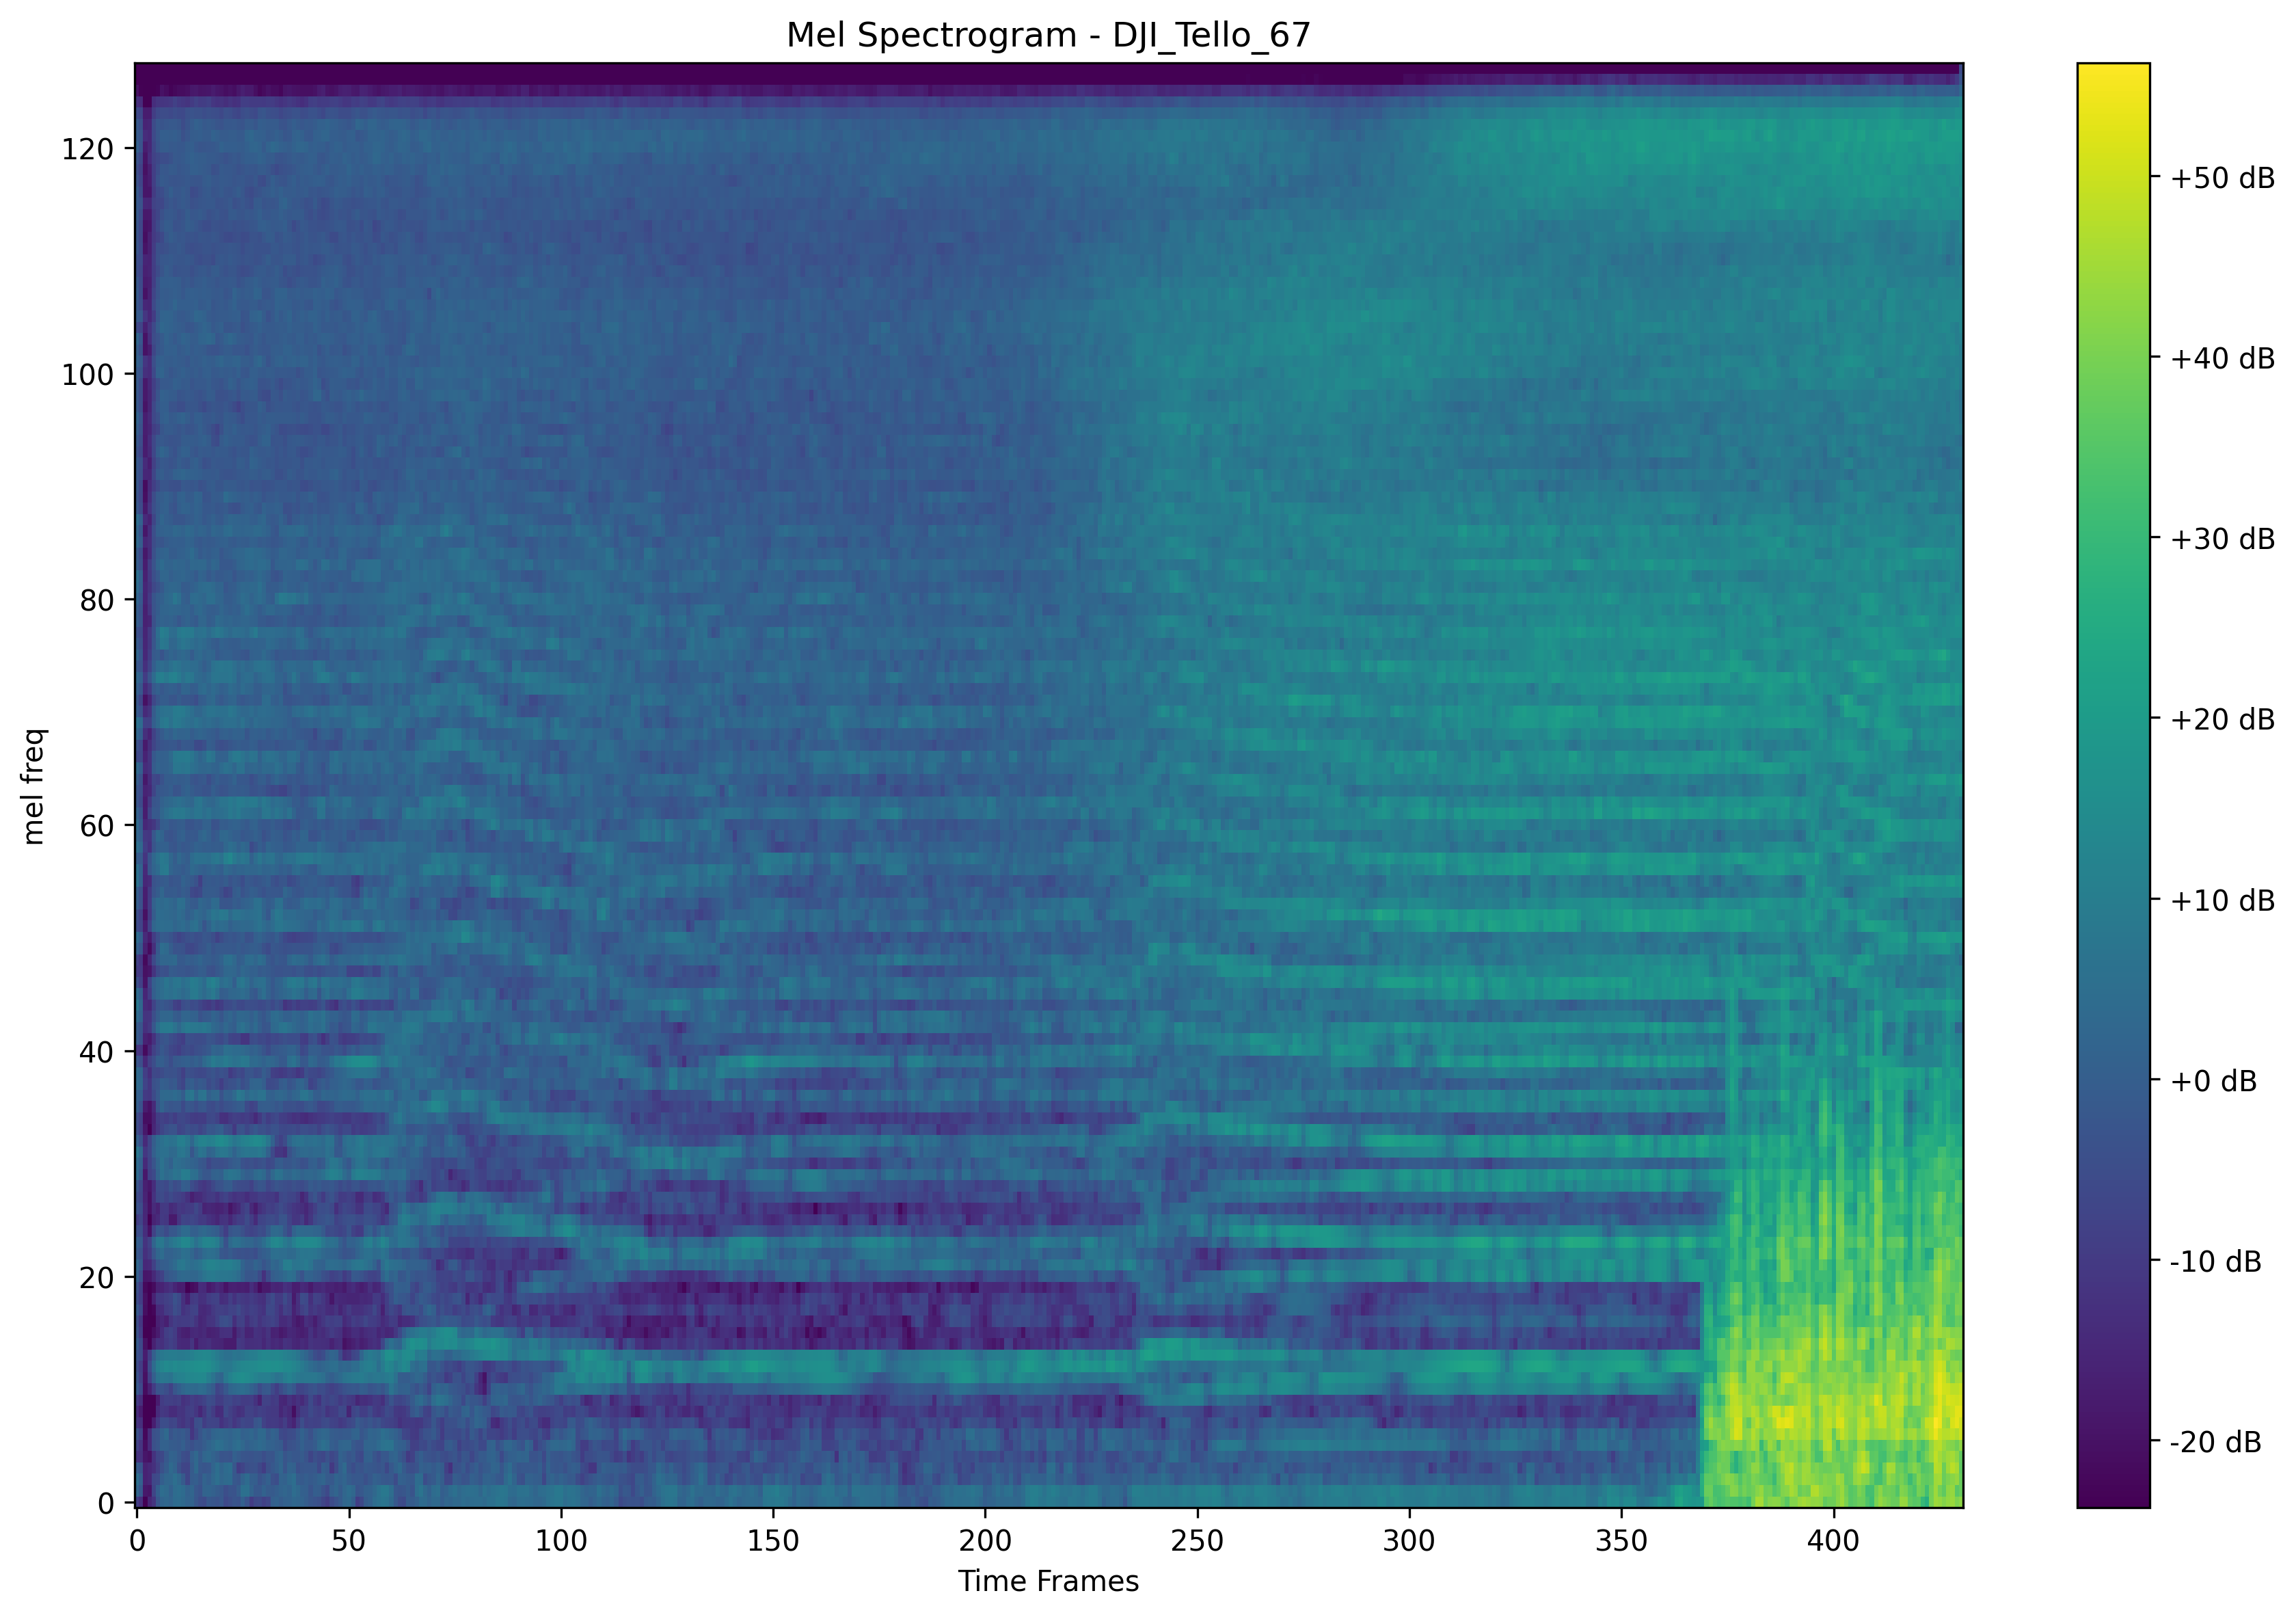 Mel Spectrogram - DJI_Tello_67
mel freq
120
100
80
60
40
20
0
0 50 100 150 200 250 300 350 400
Time Frames
+50 dB
+40 dB
+30 dB
+20 dB
+10 dB
+0 dB
-10 dB
-20 dB